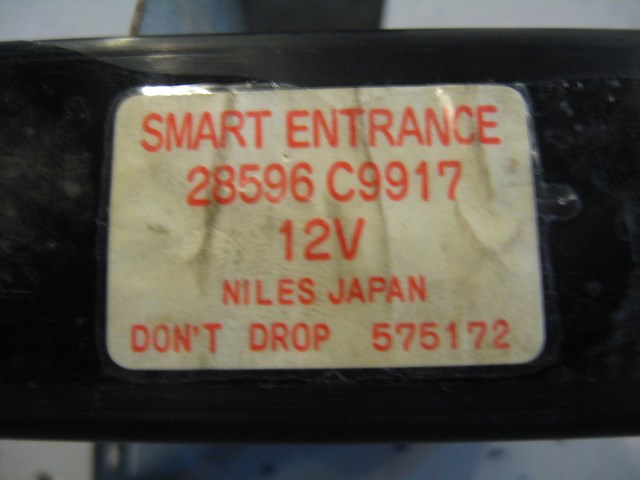 SMART ENTRANCE
28596 C9917
12V
NILES JAPAN
DON'T DROP 575172